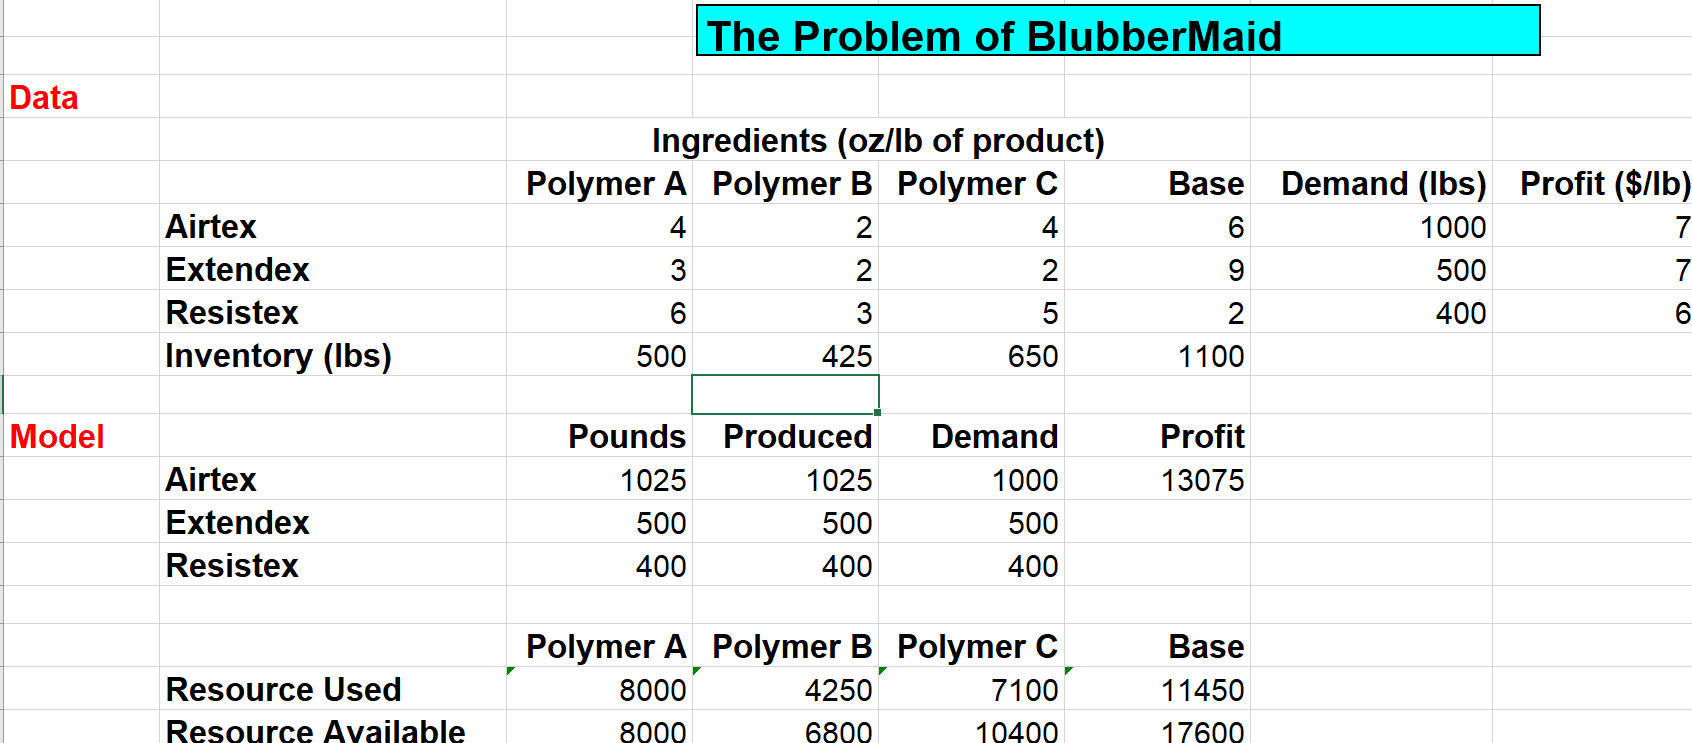 The Problem of BlubberMaid
Data
Ingredients (oz/lb of product)
Polymer A Polymer B Polymer C Base Demand (lbs) Profit ($/lb)
Airtex 4 2 4 6 1000 7
Extendex 3 2 2 9 500 7
Resistex 6 3 5 2 400 6
Inventory (lbs) 500 425 650 1100
Model Pounds Produced Demand Profit
Airtex 1025 1025 1000 13075
Extendex 500 500 500
Resistex 400 400 400
Polymer A Polymer B Polymer C Base
Resource Used 8000 4250 7100 11450
Resource Available 8000 6800 10400 17600